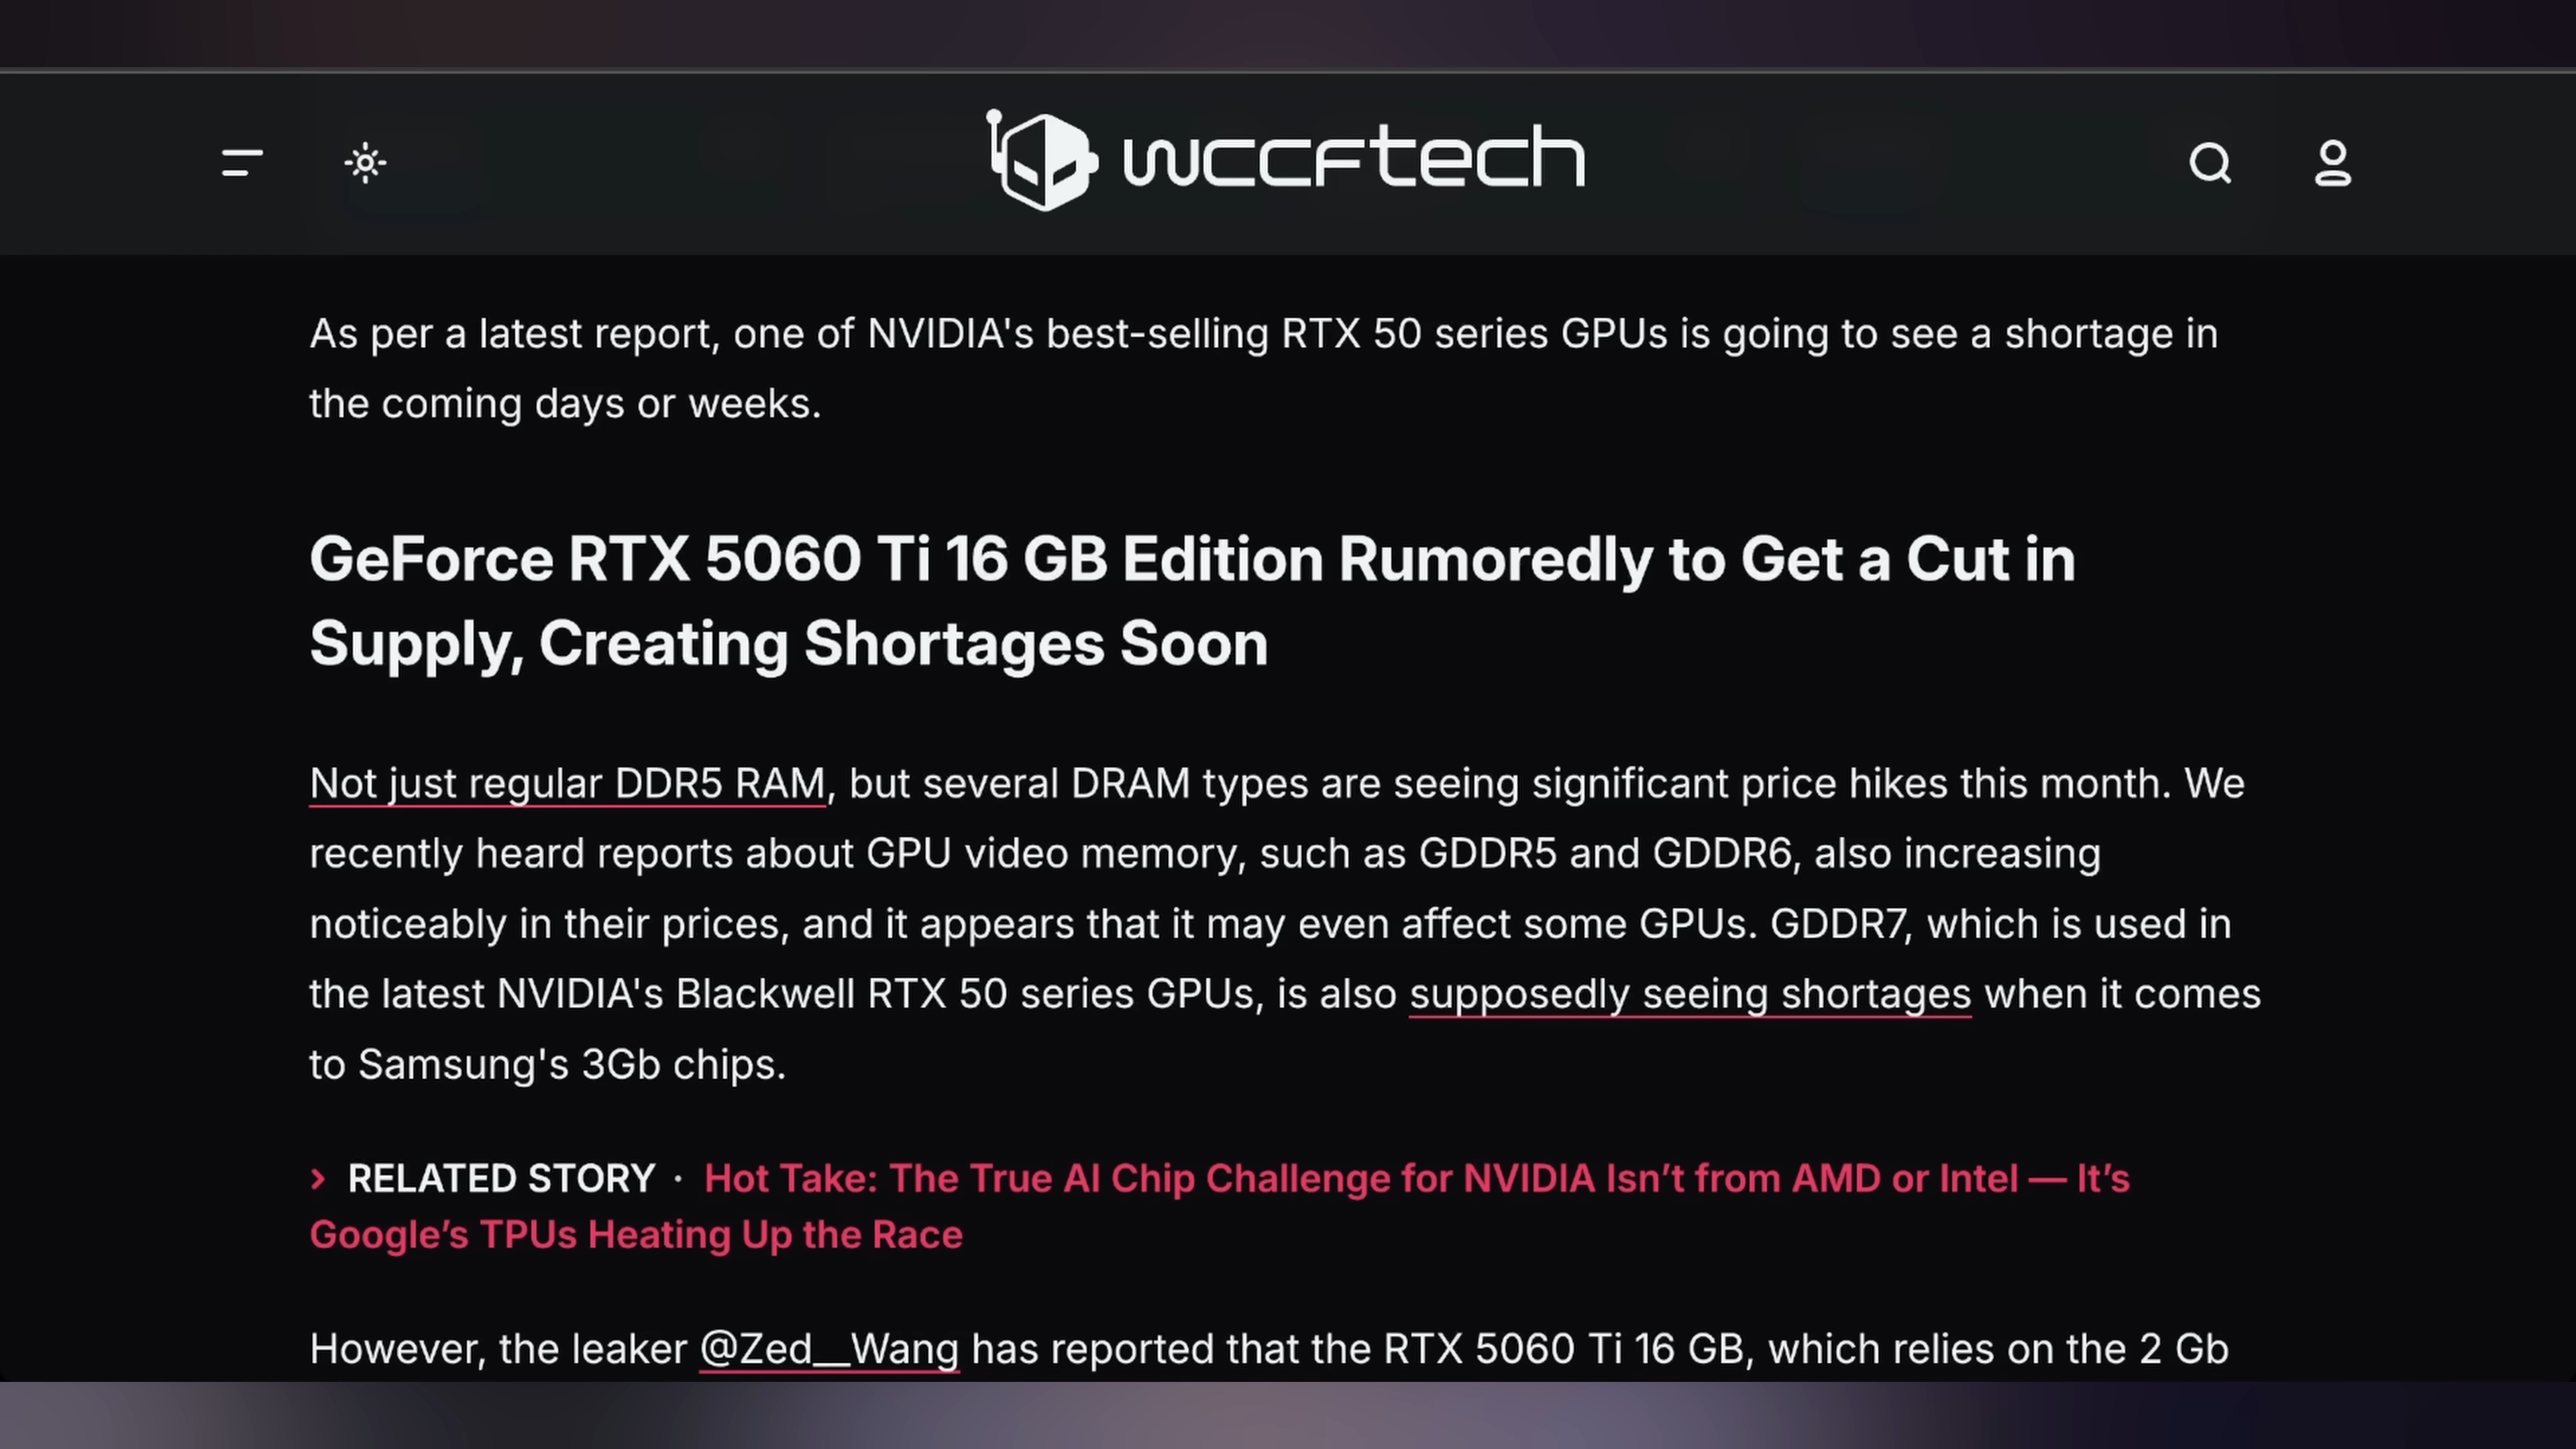 wccftech
As per a latest report, one of NVIDIA's best-selling RTX 50 series GPUs is going to see a shortage in
the coming days or weeks.
GeForce RTX 5060 Ti 16 GB Edition Rumoredly to Get a Cut in
Supply, Creating Shortages Soon
Not just regular DDR5 RAM, but several DRAM types are seeing significant price hikes this month. We
recently heard reports about GPU video memory, such as GDDR5 and GDDR6, also increasing
noticeably in their prices, and it appears that it may even affect some GPUs. GDDR7, which is used in
the latest NVIDIA's Blackwell RTX 50 series GPUs, is also supposedly seeing shortages when it comes
to Samsung's 3Gb chips.
› RELATED STORY · Hot Take: The True AI Chip Challenge for NVIDIA Isn’t from AMD or Intel — It’s
Google’s TPUs Heating Up the Race
However, the leaker @Zed__Wang has reported that the RTX 5060 Ti 16 GB, which relies on the 2 Gb